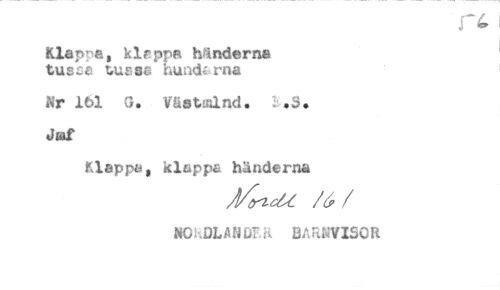 56
Klappa, klappa händerna
tussa tussa hundarna
Nr 161 G. Västmlnd. E.S.
Jmf
Klappa, klappa händerna
Nordl 161
NORDLANDER BARNVISOR